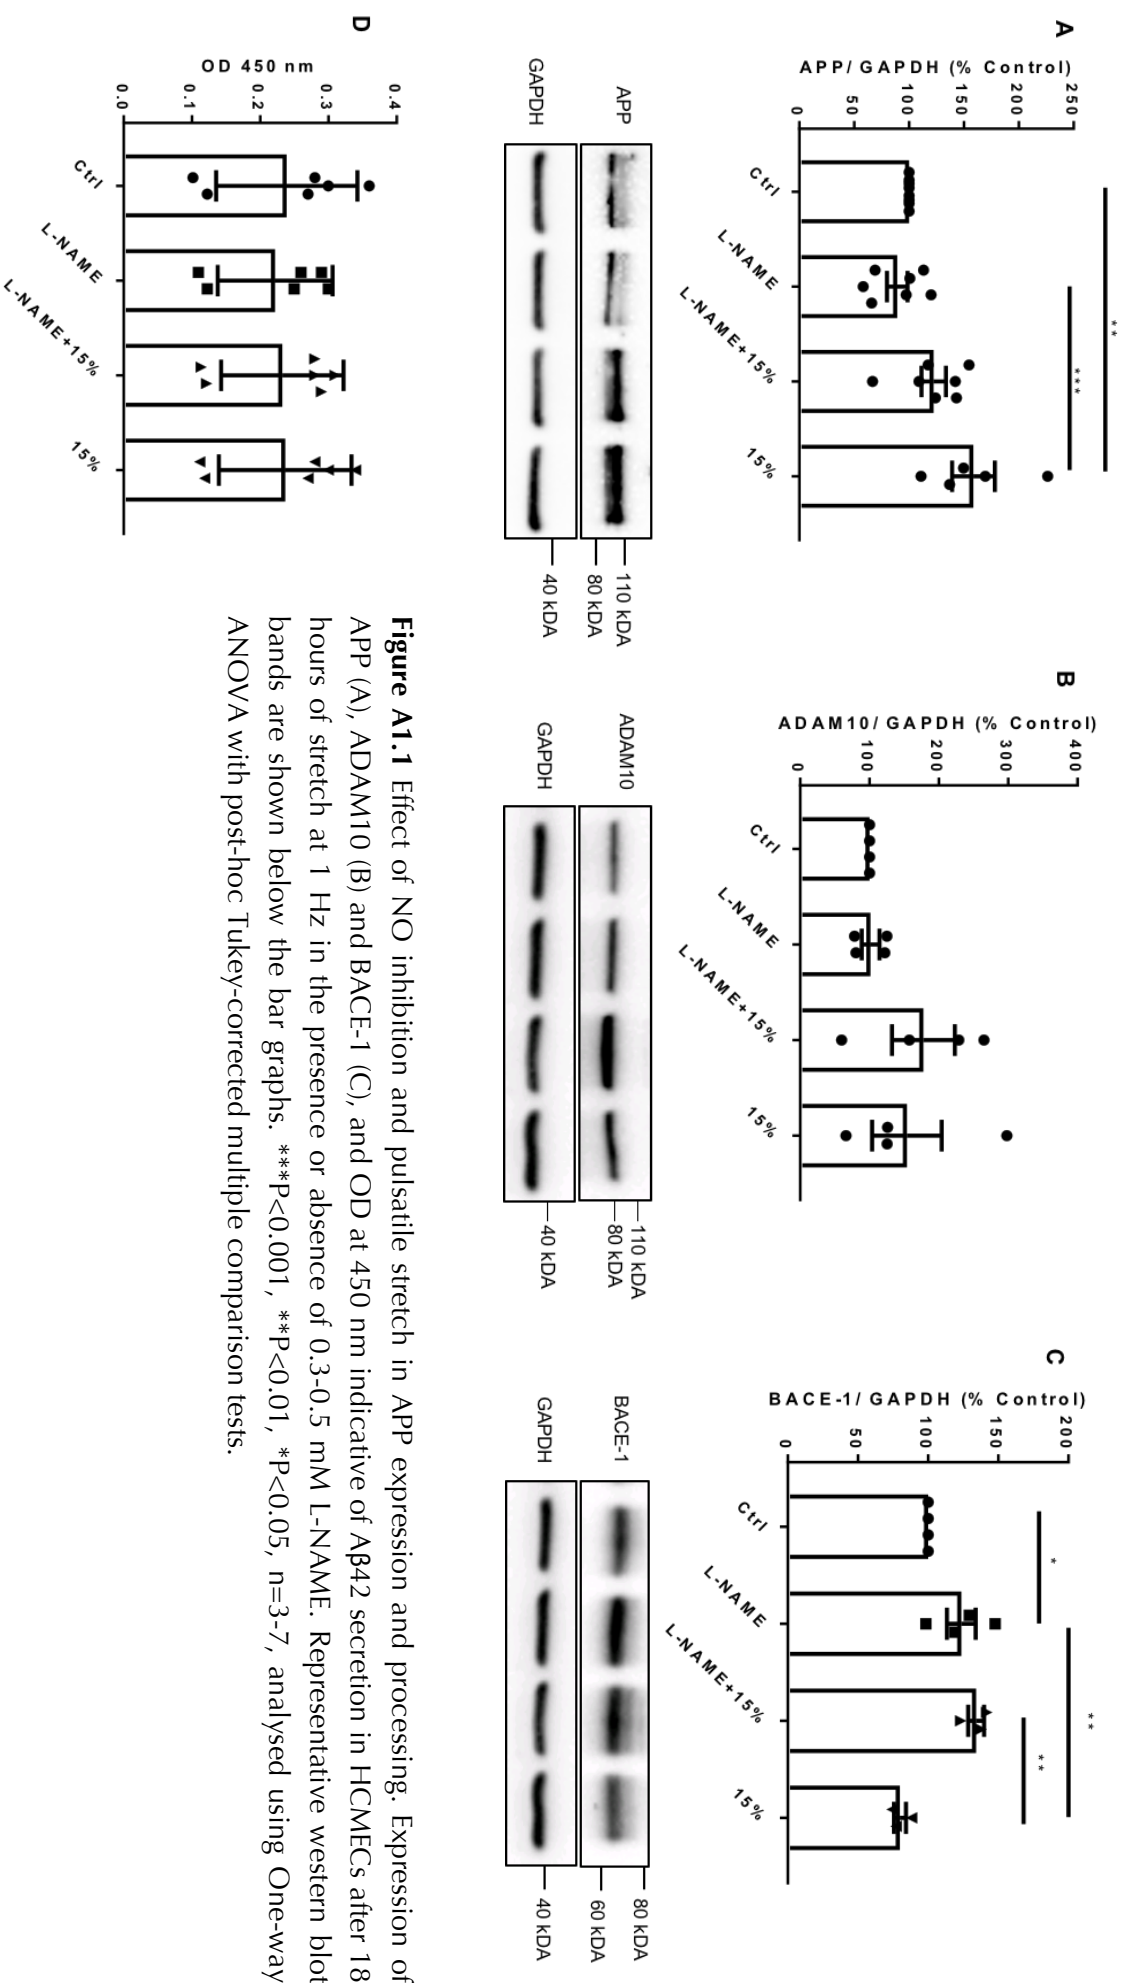 A
APP/ GAPDH (% Control)
250
200
150
100
50
0
Ctrl
L-NAME
L-NAME+15%
15%
**
***
APP
GAPDH
110 kDA
80 kDA
40 kDA
B
ADAM10/ GAPDH (% Control)
400
300
200
100
0
Ctrl
L-NAME
L-NAME+15%
15%
ADAM10
GAPDH
110 kDA
80 kDA
40 kDA
C
BACE-1/ GAPDH (% Control)
200
150
100
50
0
Ctrl
L-NAME
L-NAME+15%
15%
*
**
**
BACE-1
GAPDH
80 kDA
60 kDA
40 kDA
D
OD 450 nm
0.4
0.3
0.2
0.1
0.0
Ctrl
L-NAME
L-NAME+15%
15%
Figure A1.1 Effect of NO inhibition and pulsatile stretch in APP expression and processing. Expression of
APP (A), ADAM10 (B) and BACE-1 (C), and OD at 450 nm indicative of Aβ42 secretion in HCMECs after 18
hours of stretch at 1 Hz in the presence or absence of 0.3-0.5 mM L-NAME. Representative western blot
bands are shown below the bar graphs. ***P<0.001, **P<0.01, *P<0.05, n=3-7, analysed using One-way
ANOVA with post-hoc Tukey-corrected multiple comparison tests.